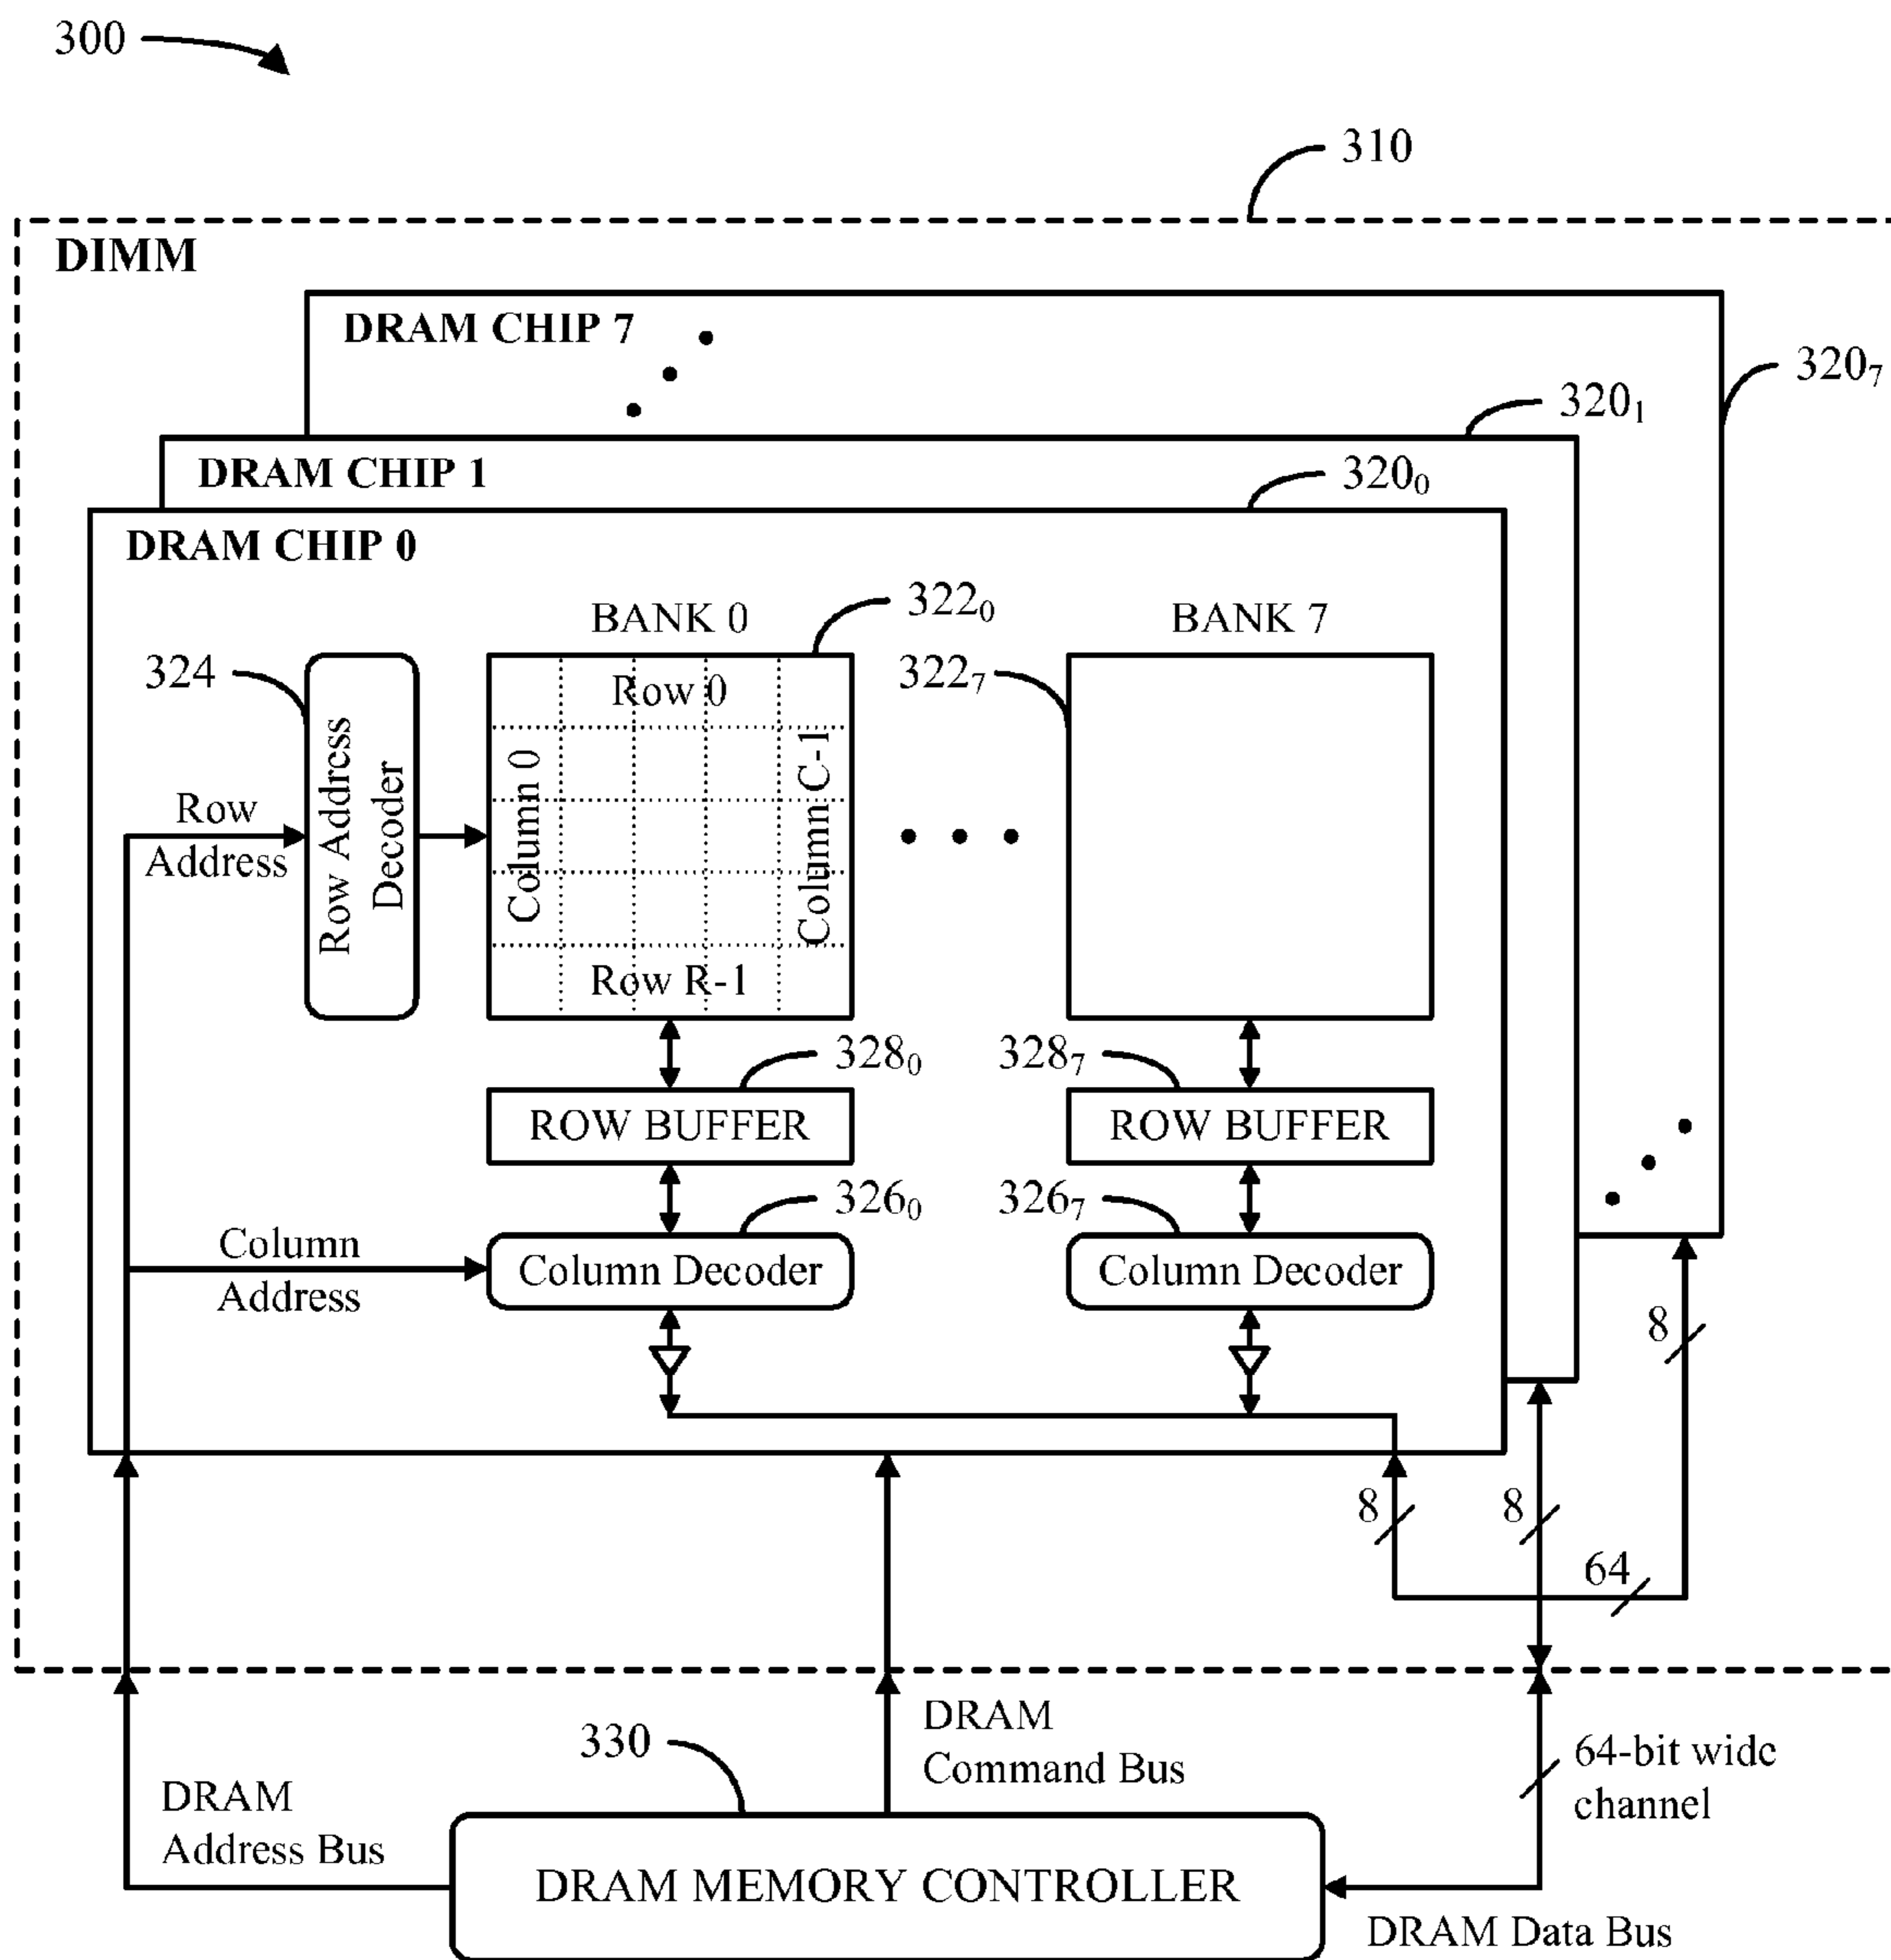 300
310
DIMM
DRAM CHIP 7
320₇
320₁
DRAM CHIP 1
320₀
DRAM CHIP 0
BANK 0
322₀
BANK 7
324
322₇
Row Address
Decoder
Row 0
Column 0
Column C-1
Row R-1
Row
Address
328₀
328₇
ROW BUFFER
ROW BUFFER
326₀
326₇
Column
Address
Column Decoder
Column Decoder
8
8
8
64
DRAM
Command Bus
330
64-bit wide
channel
DRAM
Address Bus
DRAM MEMORY CONTROLLER
DRAM Data Bus